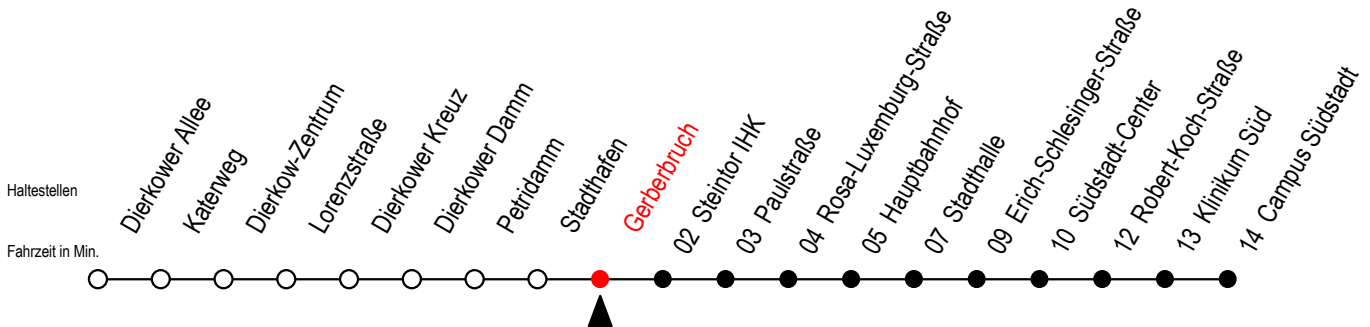 Haltestellen
Fahrzeit in Min.
Dierkower Allee
Katerweg
Dierkow-Zentrum
Lorenzstraße
Dierkower Kreuz
Dierkower Damm
Petridamm
Stadthafen
Gerberbruch
02 Steintor IHK
03 Paulstraße
04 Rosa-Luxemburg-Straße
05 Hauptbahnhof
07 Stadthalle
09 Erich-Schlesinger-Straße
10 Südstadt-Center
12 Robert-Koch-Straße
13 Klinikum Süd
14 Campus Südstadt